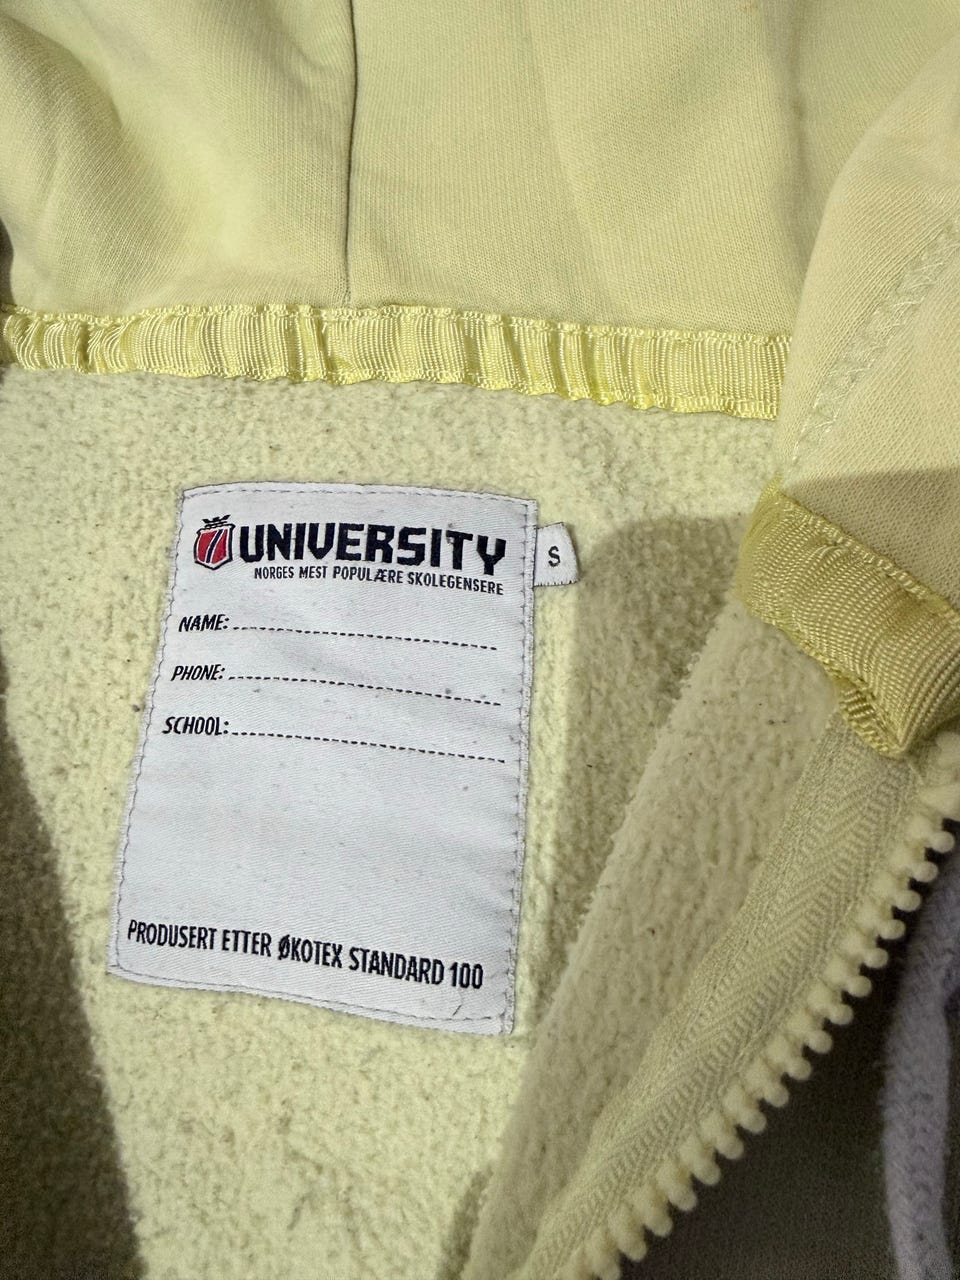 UNIVERSITY
NORGES MEST POPULÆRE SKOLEGENSERE
S
NAME:
PHONE:
SCHOOL:
PRODUSERT ETTER ØKOTEX STANDARD 100